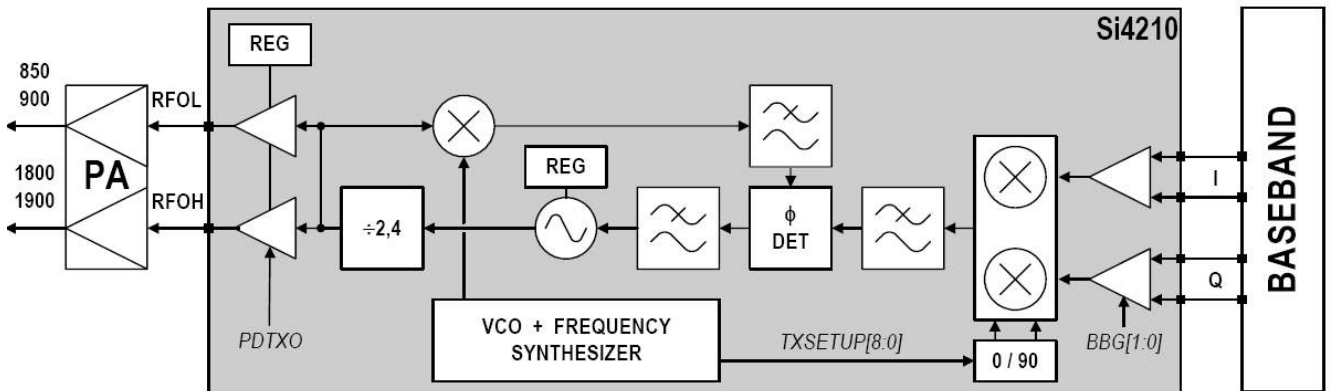 Si4210
REG
850
900
RFOL
1800
1900
PA
RFOH
REG
÷2,4
ϕ
DET
I
Q
BASEBAND
PDTXO
VCO + FREQUENCY
SYNTHESIZER
TXSETUP[8:0]
0 / 90
BBG[1:0]